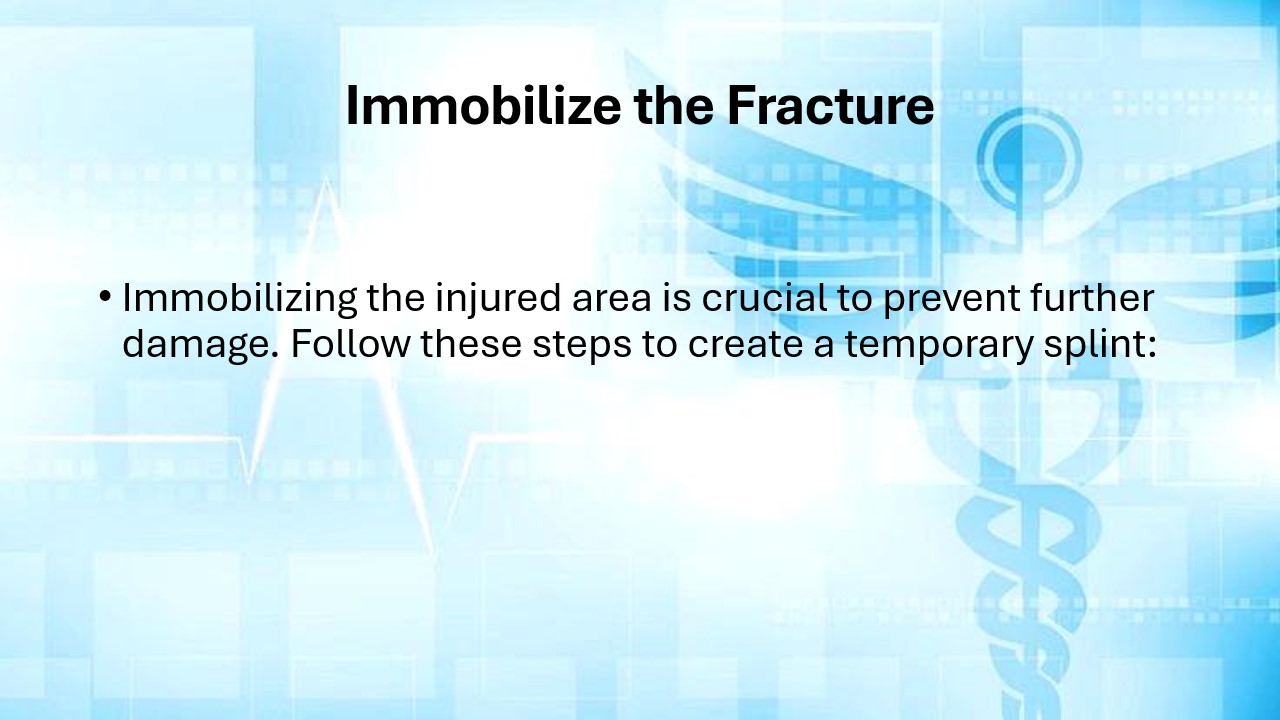 Immobilize the Fracture
• Immobilizing the injured area is crucial to prevent further
damage. Follow these steps to create a temporary splint: